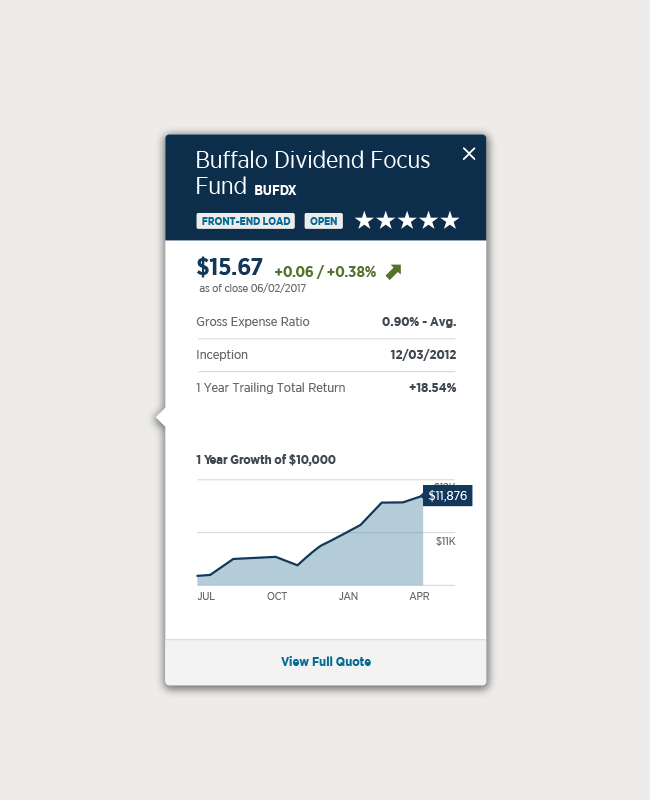 Buffalo Dividend Focus
Fund BUFDX
FRONT-END LOAD OPEN
$15.67 +0.06 / +0.38%
as of close 06/02/2017
Gross Expense Ratio 0.90% - Avg.
Inception 12/03/2012
1 Year Trailing Total Return +18.54%
1 Year Growth of $10,000
$11,876
$11K
JUL OCT JAN APR
View Full Quote